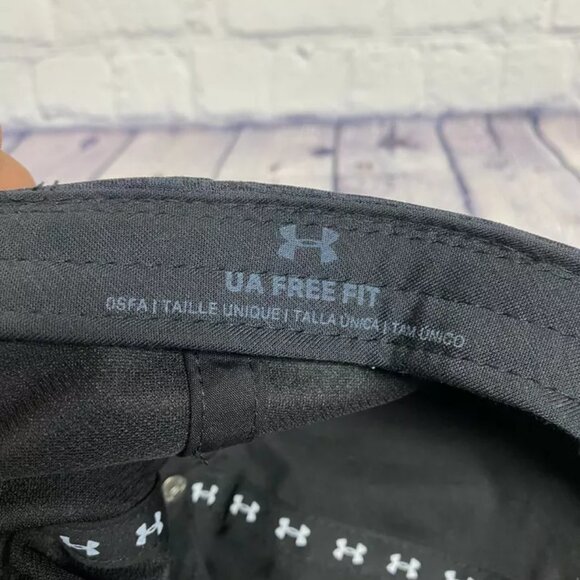 UA FREE FIT
OSFA | TAILLE UNIQUE | TALLA ÚNICA | TAM ÚNICO